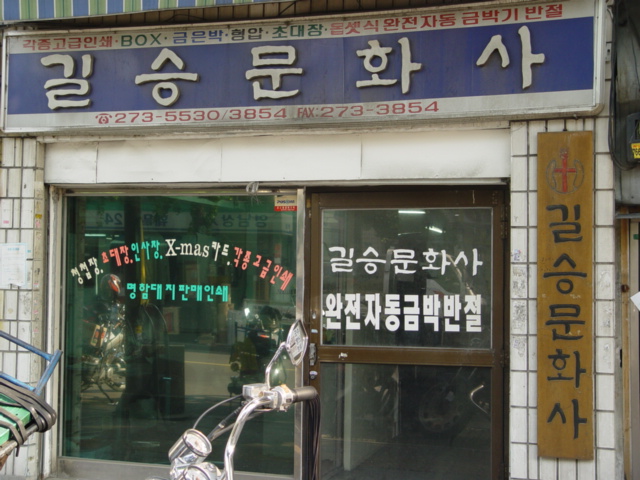 각종고급인쇄·BOX·금은박·형압·초대장·옵셋식완전자동 금박기 반절
길승문화사
☎273-5530/3854 FAX:273-3854
청첩장, 초대장, 인사장, X-mas카드, 각종고급인쇄
명함대지판매인쇄
길승문화사
완전자동금박반절
길승문화사